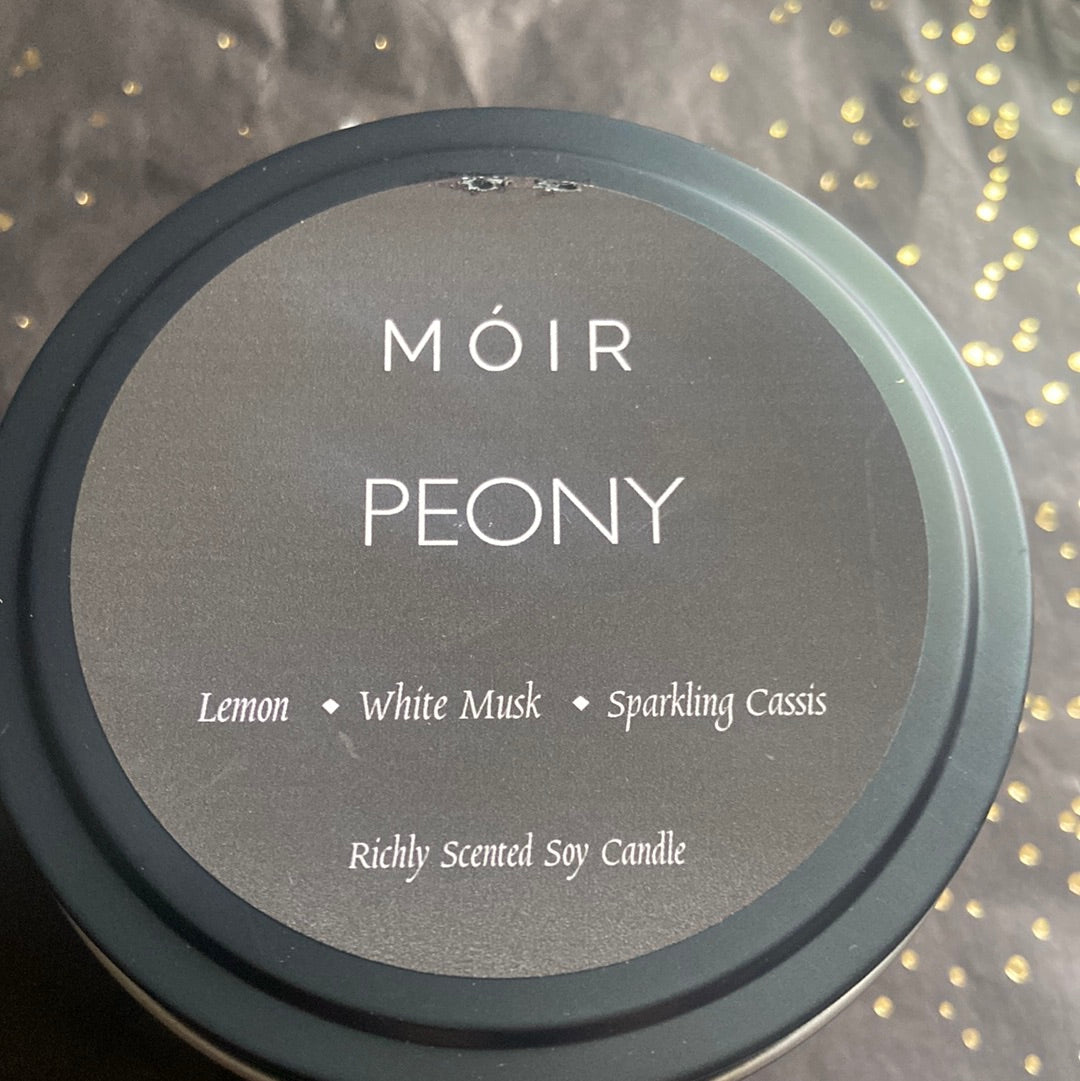 MÓIR
PEONY
Lemon ◆ White Musk ◆ Sparkling Cassis
Richly Scented Soy Candle